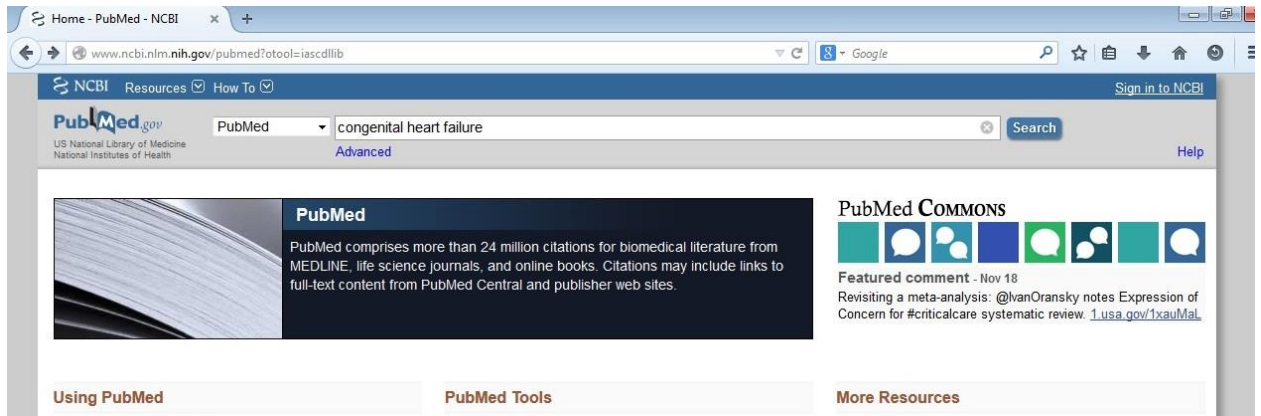 Home - PubMed - NCBI
www.ncbi.nlm.nih.gov/pubmed?otool=iascdllib
Google
NCBI Resources How To
Sign in to NCBI
PubMed.gov
US National Library of Medicine
National Institutes of Health
PubMed
congenital heart failure
Search
Advanced
Help
PubMed
PubMed comprises more than 24 million citations for biomedical literature from
MEDLINE, life science journals, and online books. Citations may include links to
full-text content from PubMed Central and publisher web sites.
PubMed COMMONS
Featured comment - Nov 18
Revisiting a meta-analysis: @IvanOransky notes Expression of
Concern for #criticalcare systematic review. 1.usa.gov/1xauMaL
Using PubMed
PubMed Tools
More Resources